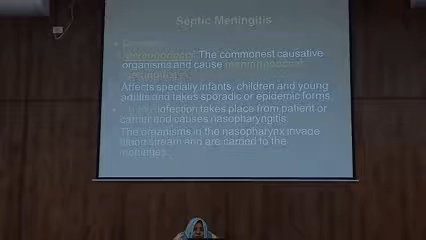 Septic Meningitis
The commonest causative
organisms and cause
Affects specially infants, children and young
adults and takes sporadic or epidemic forms.
infection takes place from patient or
carrier and causes nasopharyngitis.
The organisms in the nasopharynx invade
blood stream and are carried to the
meninges.